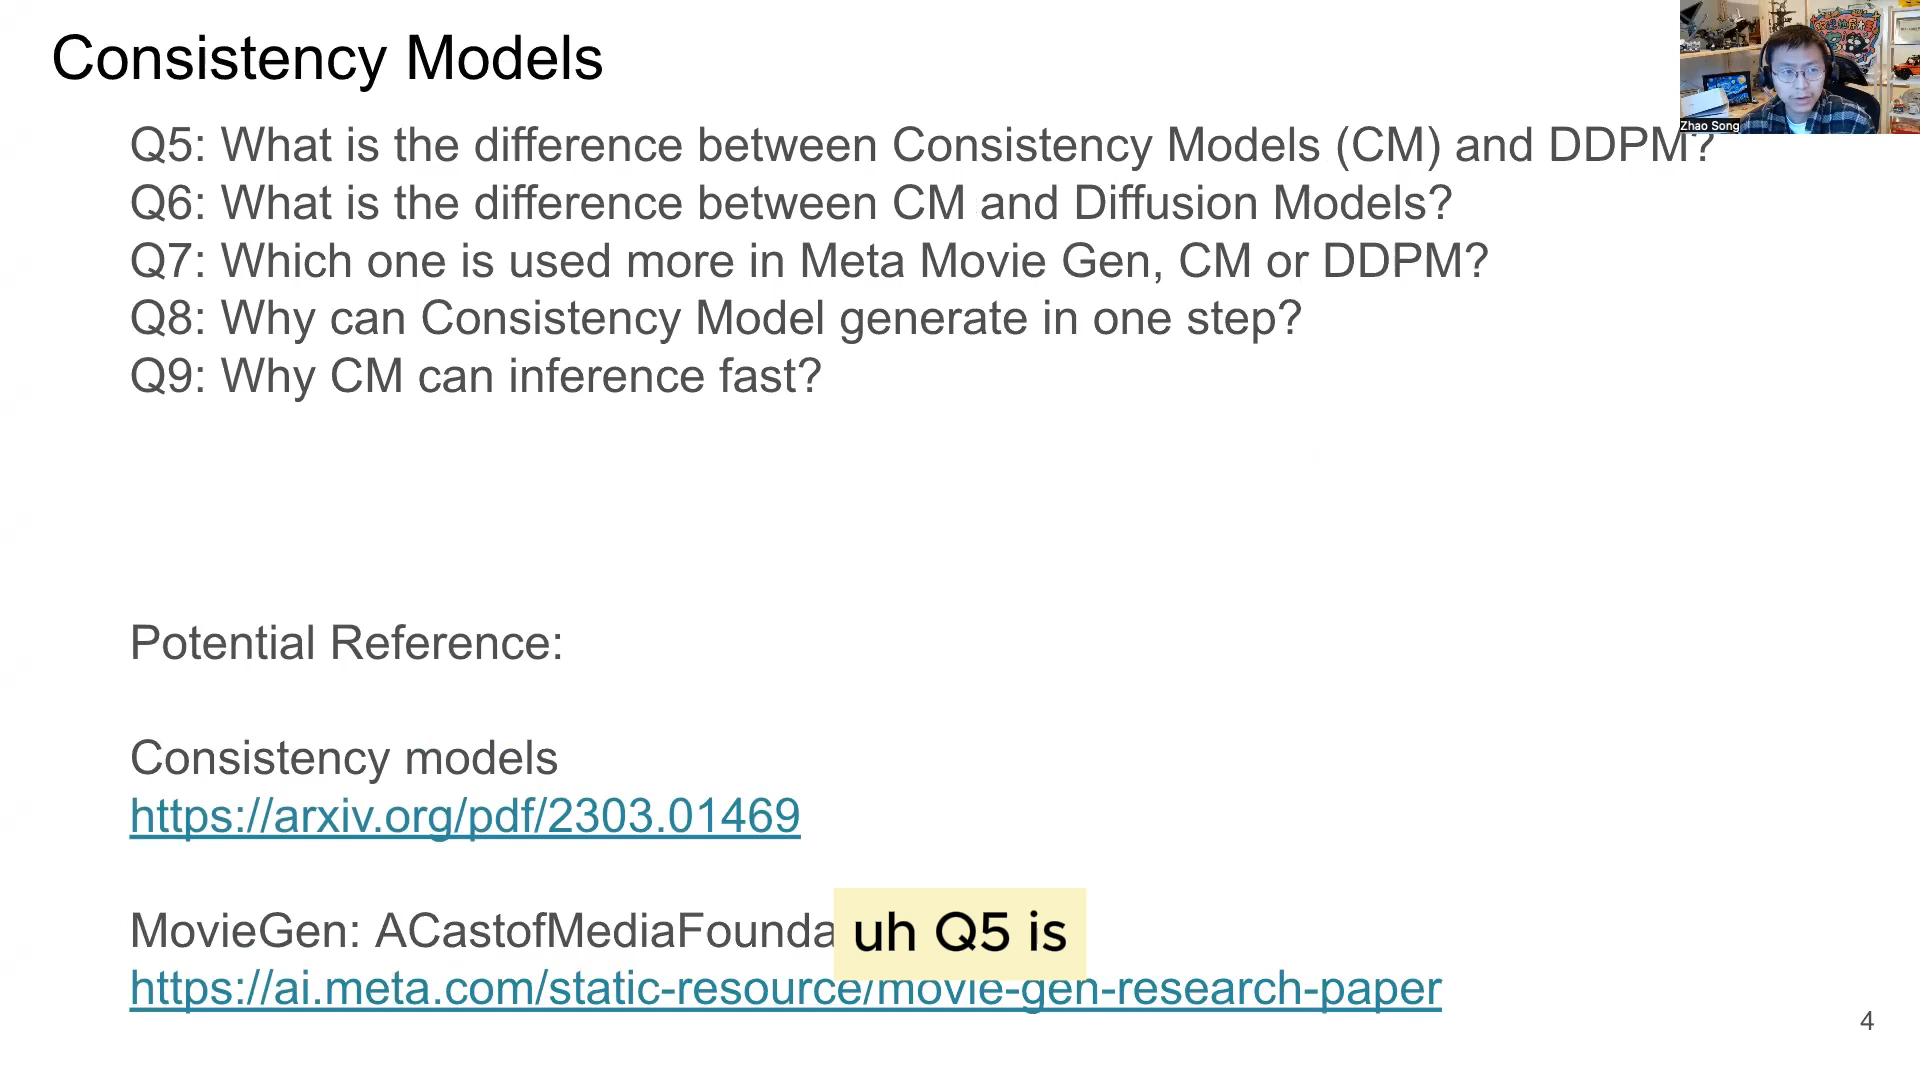 Consistency Models
Zhao Song
Q5: What is the difference between Consistency Models (CM) and DDPM?
Q6: What is the difference between CM and Diffusion Models?
Q7: Which one is used more in Meta Movie Gen, CM or DDPM?
Q8: Why can Consistency Model generate in one step?
Q9: Why CM can inference fast?
Potential Reference:
Consistency models
https://arxiv.org/pdf/2303.01469
MovieGen: ACastofMediaFounda
uh Q5 is
https://ai.meta.com/static-resource/movie-gen-research-paper
4